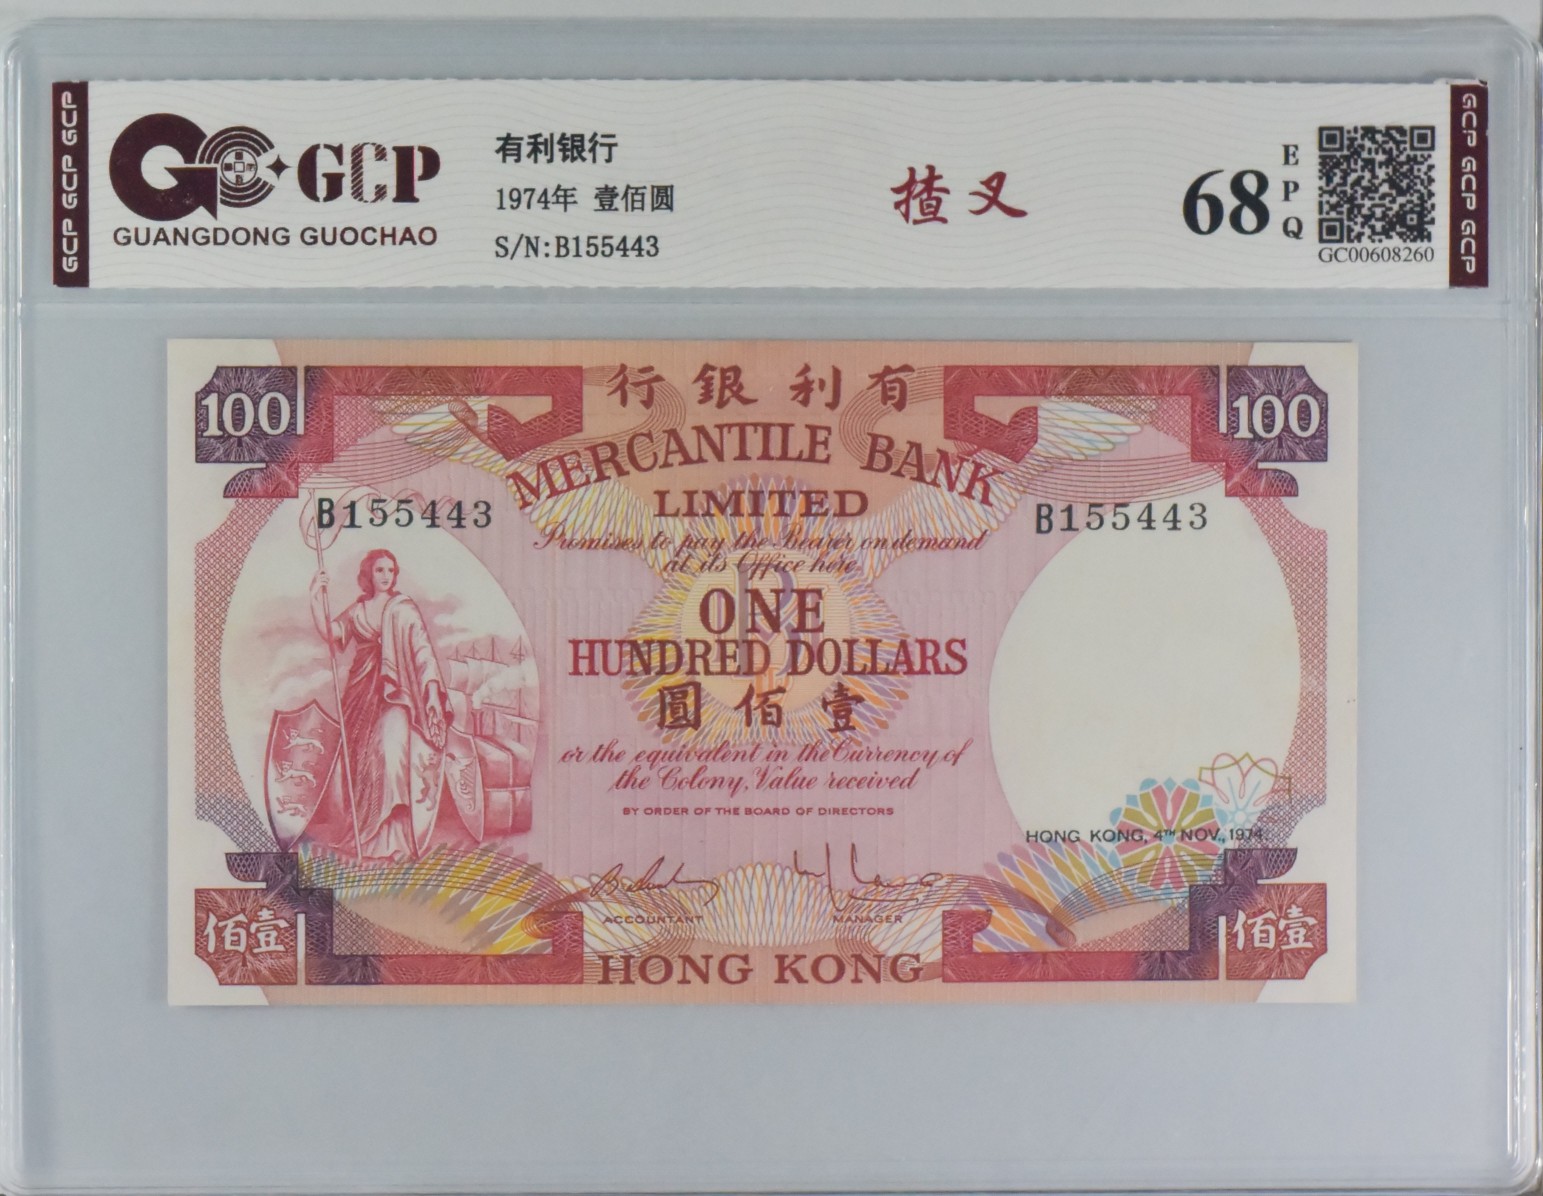 GCP GCP GCP
GCP
GUANGDONG GUOCHAO
有利银行
1974年 壹佰圆
S/N:B155443
揸叉
68
EPQ
GC00608260
GCP GCP GCP
行銀利有
100
100
MERCANTILE BANK
LIMITED
B155443
B155443
Promises to pay the Bearer on demand
at its Office here
ONE
HUNDRED DOLLARS
圓佰壹
or the equivalent in the Currency of
the Colony, Value received
BY ORDER OF THE BOARD OF DIRECTORS
HONG KONG, 4TH NOV., 1974.
ACCOUNTANT
MANAGER
佰壹
佰壹
HONG KONG